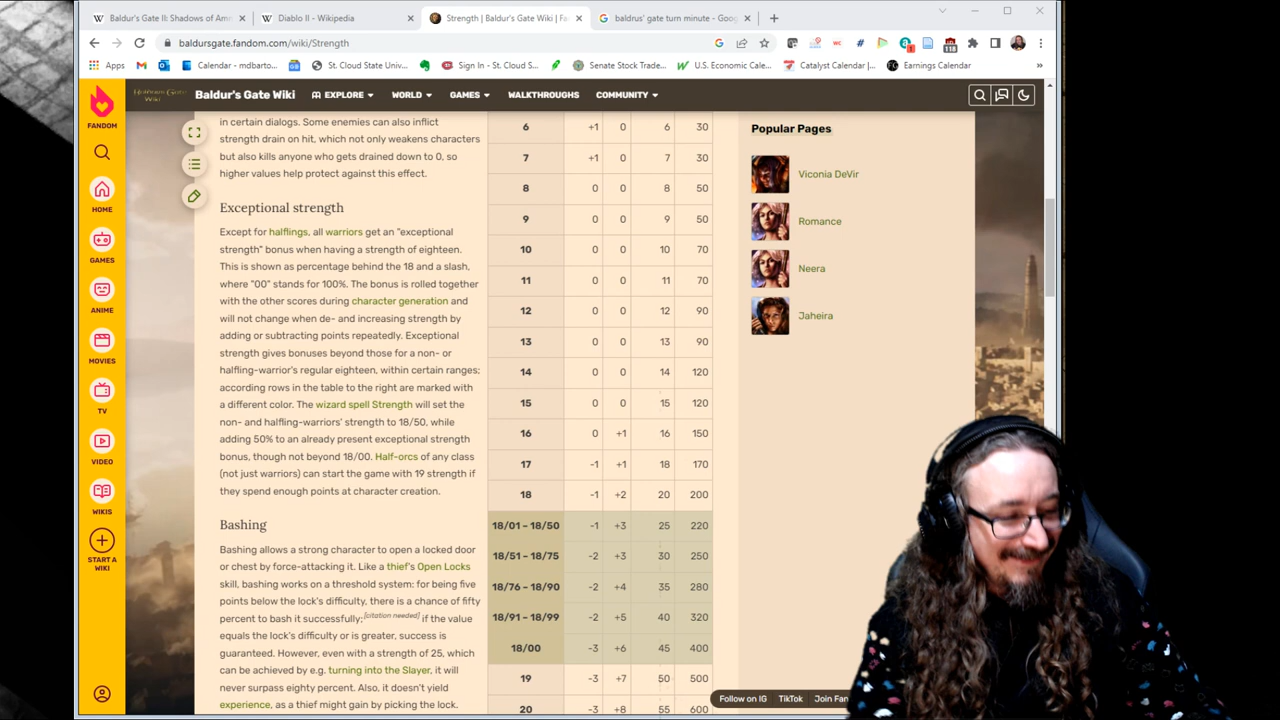 Baldur's Gate II: Shadows of Am
Diablo II - Wikipedia
Strength | Baldur's Gate Wiki | Fa
baldrus' gate turn minute - Goo
baldursgate.fandom.com/wiki/Strength
118
Apps
Calendar - mdbarto...
St. Cloud State Univ...
Sign In - St. Cloud S...
Senate Stock Trade...
U.S. Economic Cale...
Catalyst Calendar |...
Earnings Calendar
»
FANDOM
HOME
GAMES
ANIME
MOVIES
TV
VIDEO
WIKIS
START A
WIKI
Baldur's Gate Wiki
EXPLORE
WORLD
GAMES
WALKTHROUGHS
COMMUNITY
in certain dialogs. Some enemies can also inflict
strength drain on hit, which not only weakens characters
but also kills anyone who gets drained down to 0, so
higher values help protect against this effect.
Exceptional strength
Except for halflings, all warriors get an "exceptional
strength" bonus when having a strength of eighteen.
This is shown as percentage behind the 18 and a slash,
where "00" stands for 100%. The bonus is rolled together
with the other scores during character generation and
will not change when de- and increasing strength by
adding or subtracting points repeatedly. Exceptional
strength gives bonuses beyond those for a non- or
halfling-warrior's regular eighteen, within certain ranges;
according rows in the table to the right are marked with
a different color. The wizard spell Strength will set the
non- and halfling-warriors' strength to 18/50, while
adding 50% to an already present exceptional strength
bonus, though not beyond 18/00. Half-orcs of any class
(not just warriors) can start the game with 19 strength if
they spend enough points at character creation.
Bashing
Bashing allows a strong character to open a locked door
or chest by force-attacking it. Like a thief's Open Locks
skill, bashing works on a threshold system: for being five
points below the lock's difficulty, there is a chance of fifty
percent to bash it successfully;[citation needed] if the value
equals the lock's difficulty or is greater, success is
guaranteed. However, even with a strength of 25, which
can be achieved by e.g. turning into the Slayer, it will
never surpass eighty percent. Also, it doesn't yield
experience, as a thief might gain by picking the lock.
6 +1 0 6 30
7 +1 0 7 30
8 0 0 8 50
9 0 0 9 50
10 0 0 10 70
11 0 0 11 70
12 0 0 12 90
13 0 0 13 90
14 0 0 14 120
15 0 0 15 120
16 0 +1 16 150
17 -1 +1 18 170
18 -1 +2 20 200
18/01 – 18/50 -1 +3 25 220
18/51 – 18/75 -2 +3 30 250
18/76 – 18/90 -2 +4 35 280
18/91 – 18/99 -2 +5 40 320
18/00 -3 +6 45 400
19 -3 +7 50 500
20 -3 +8 55 600
Popular Pages
Viconia DeVir
Romance
Neera
Jaheira
Follow on IG
TikTok
Join Fan